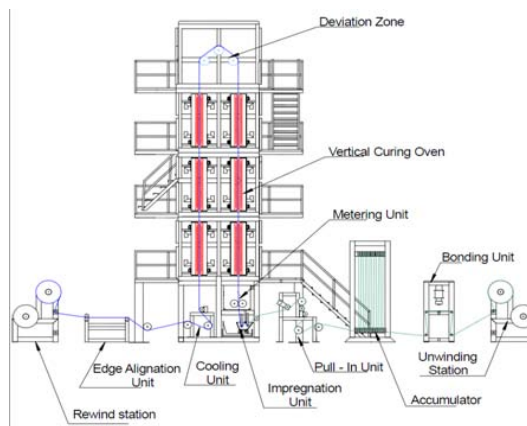 Deviation Zone
Vertical Curing Oven
Metering Unit
Bonding Unit
Edge Alignation
Unit
Cooling
Unit
Impregnation
Unit
Pull - In Unit
Unwinding
Station
Accumulator
Rewind station